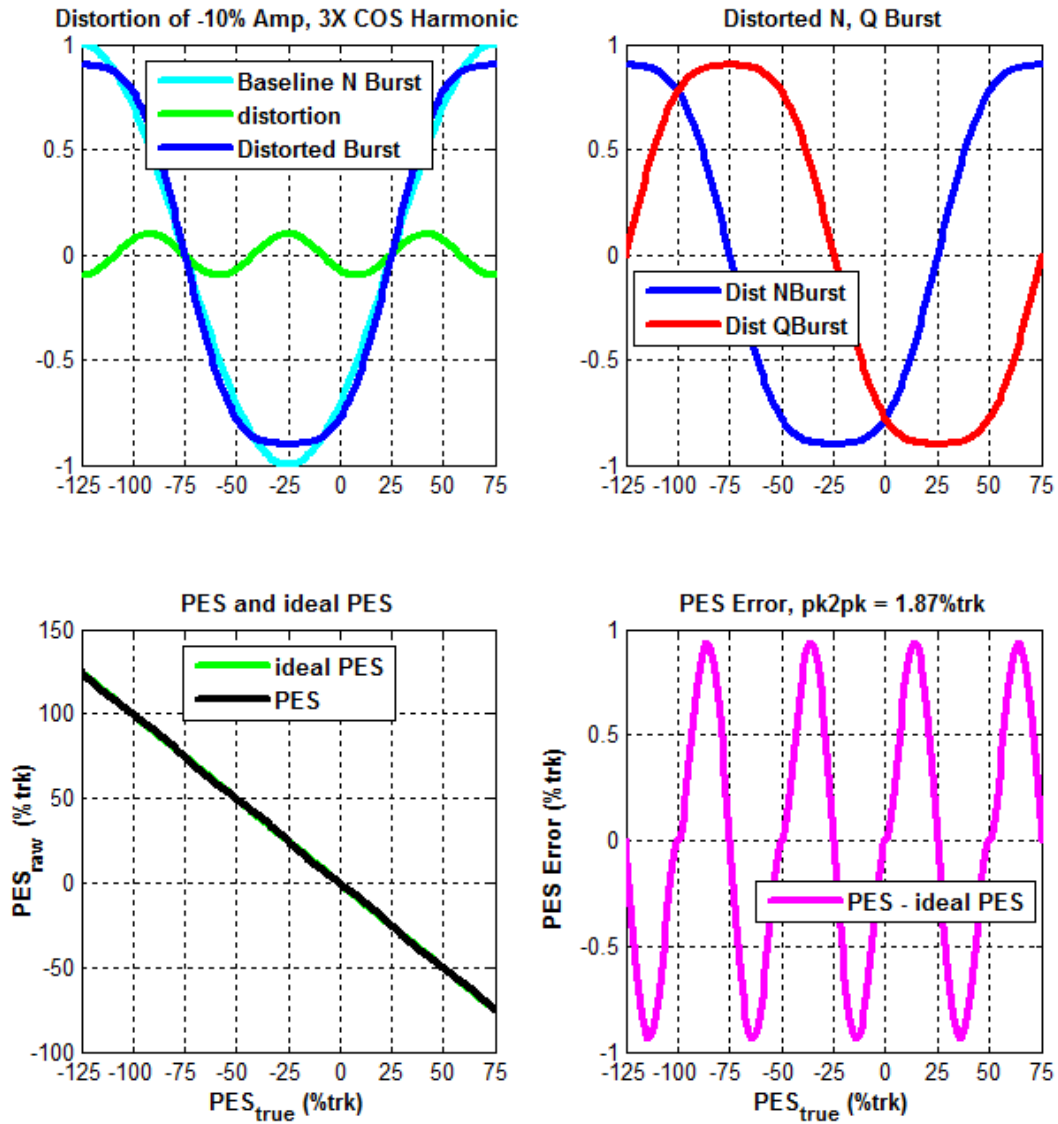 Distortion of -10% Amp, 3X COS Harmonic
1
0.5
0
-0.5
-1
-125 -100 -75 -50 -25 0 25 50 75
Baseline N Burst
distortion
Distorted Burst
Distorted N, Q Burst
1
0.5
0
-0.5
-1
-125 -100 -75 -50 -25 0 25 50 75
Dist NBurst
Dist QBurst
PES and ideal PES
150
100
50
0
-50
-100
-125 -100 -75 -50 -25 0 25 50 75
PES_raw (%trk)
PES_true (%trk)
ideal PES
PES
PES Error, pk2pk = 1.87%trk
1
0.5
0
-0.5
-1
-125 -100 -75 -50 -25 0 25 50 75
PES Error (%trk)
PES_true (%trk)
PES - ideal PES